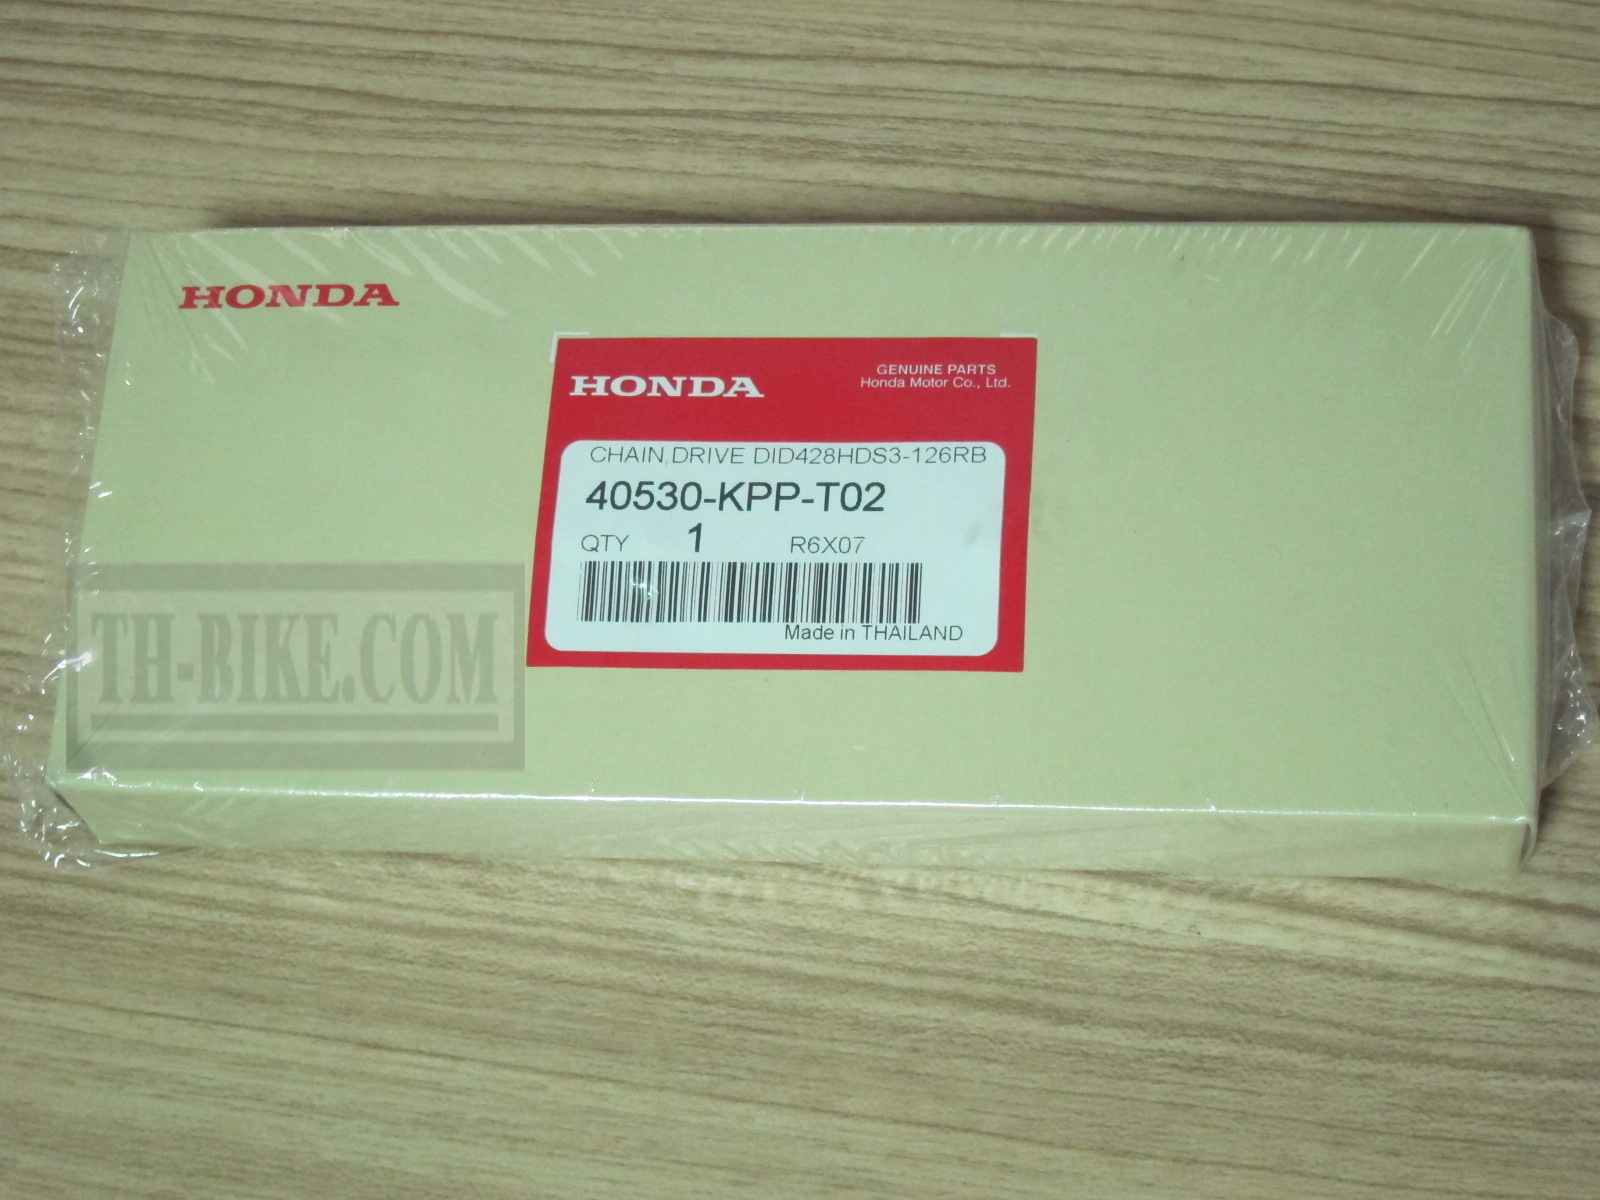 HONDA
HONDA
GENUINE PARTS
Honda Motor Co., Ltd.
CHAIN,DRIVE DID428HDS3-126RB
40530-KPP-T02
QTY 1 R6X07
Made in THAILAND
TH-BIKE.COM